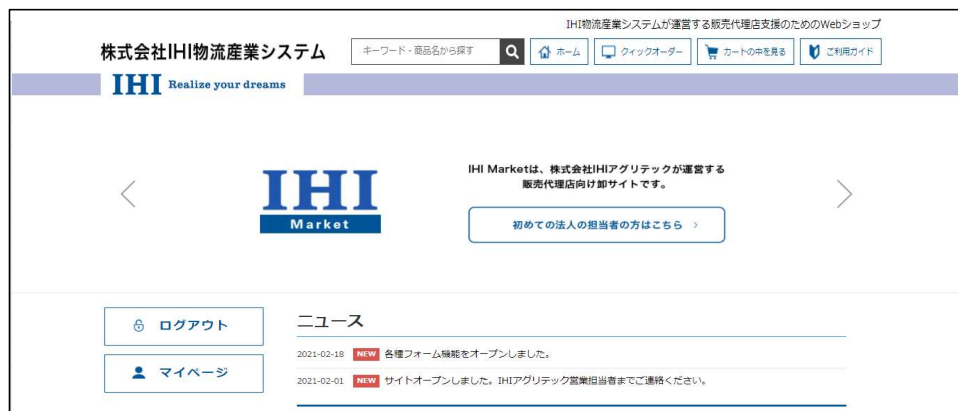 IHI物流産業システムが運営する販売代理店支援のためのWebショップ
株式会社IHI物流産業システム
キーワード・商品名から探す
ホーム
クィックオーダー
カートの中を見る
ご利用ガイド
IHI Realize your dreams
IHI Marketは、株式会社IHIアグリテックが運営する
販売代理店向け卸サイトです。
IHI
Market
初めての法人の担当者の方はこちら >
ログアウト
マイページ
ニュース
2021-02-18 NEW 各種フォーム機能をオープンしました。
2021-02-01 NEW サイトオープンしました。IHIアグリテック営業担当者までご連絡ください。